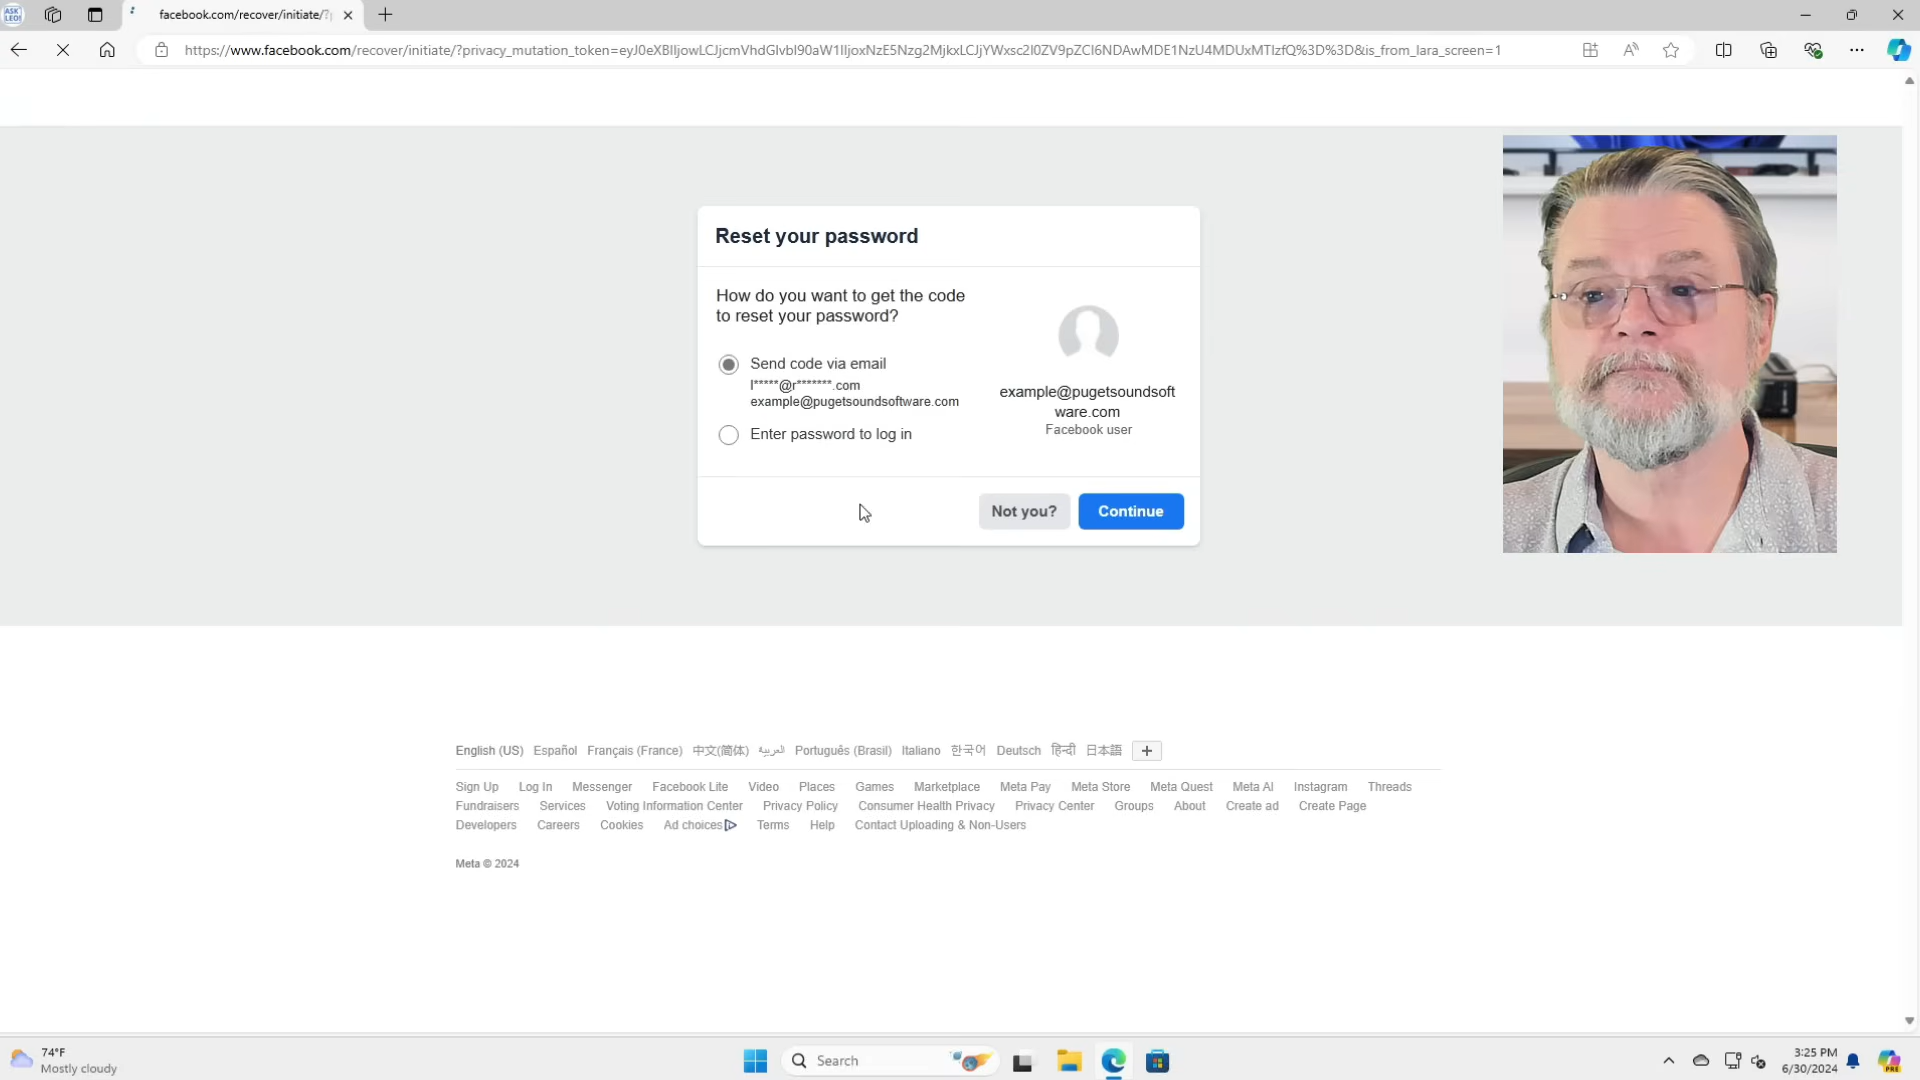 ASK LEO!
facebook.com/recover/initiate/?
https://www.facebook.com/recover/initiate/?privacy_mutation_token=eyJ0eXBlIjowLCJjcmVhdGlvbl90aW1lIjoxNzE5Nzg2MjkxLCJjYWxsc2l0ZV9pZCI6NDAwMDE1NzU4MDUxMTIzfQ%3D%3D&is_from_lara_screen=1
Reset your password
How do you want to get the code
to reset your password?
Send code via email
l*****@r*******.com
example@pugetsoundsoftware.com
Enter password to log in
example@pugetsoundsoft
ware.com
Facebook user
Not you? Continue
English (US) Español Français (France) 中文(简体) العربية Português (Brasil) Italiano 한국어 Deutsch हिन्दी 日本語 +
Sign Up Log In Messenger Facebook Lite Video Places Games Marketplace Meta Pay Meta Store Meta Quest Meta AI Instagram Threads
Fundraisers Services Voting Information Center Privacy Policy Consumer Health Privacy Privacy Center Groups About Create ad Create Page
Developers Careers Cookies Ad choices Terms Help Contact Uploading & Non-Users
Meta © 2024
74°F
Mostly cloudy
Search
3:25 PM
6/30/2024
PRE